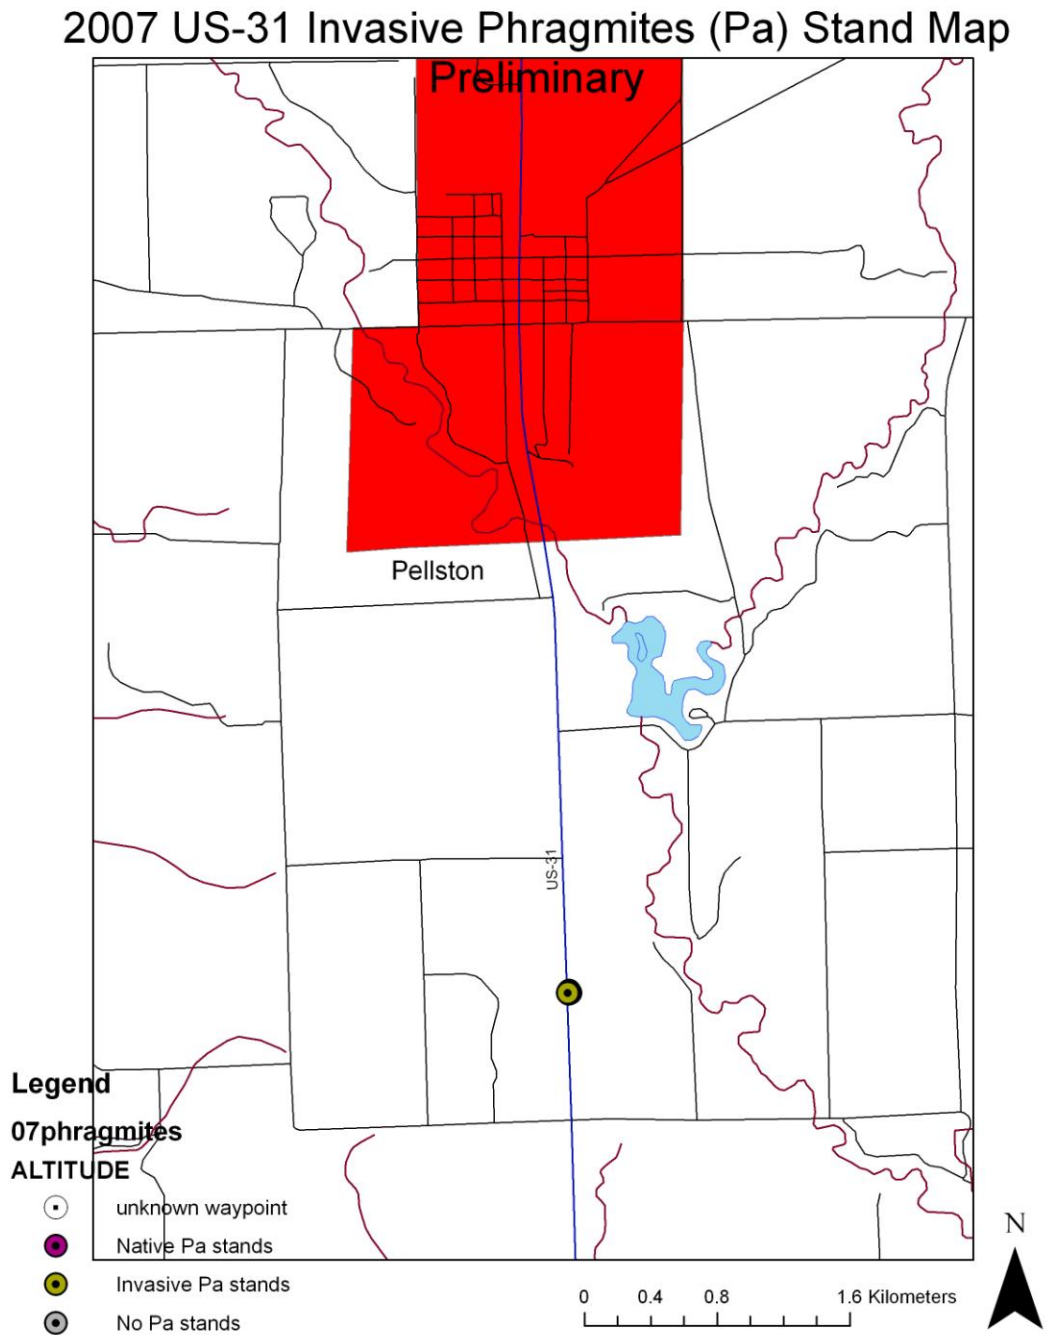 2007 US-31 Invasive Phragmites (Pa) Stand Map
Preliminary
Pellston
US-31
Legend
07phragmites
ALTITUDE
unknown waypoint
Native Pa stands
Invasive Pa stands
No Pa stands
0 0.4 0.8 1.6 Kilometers
N